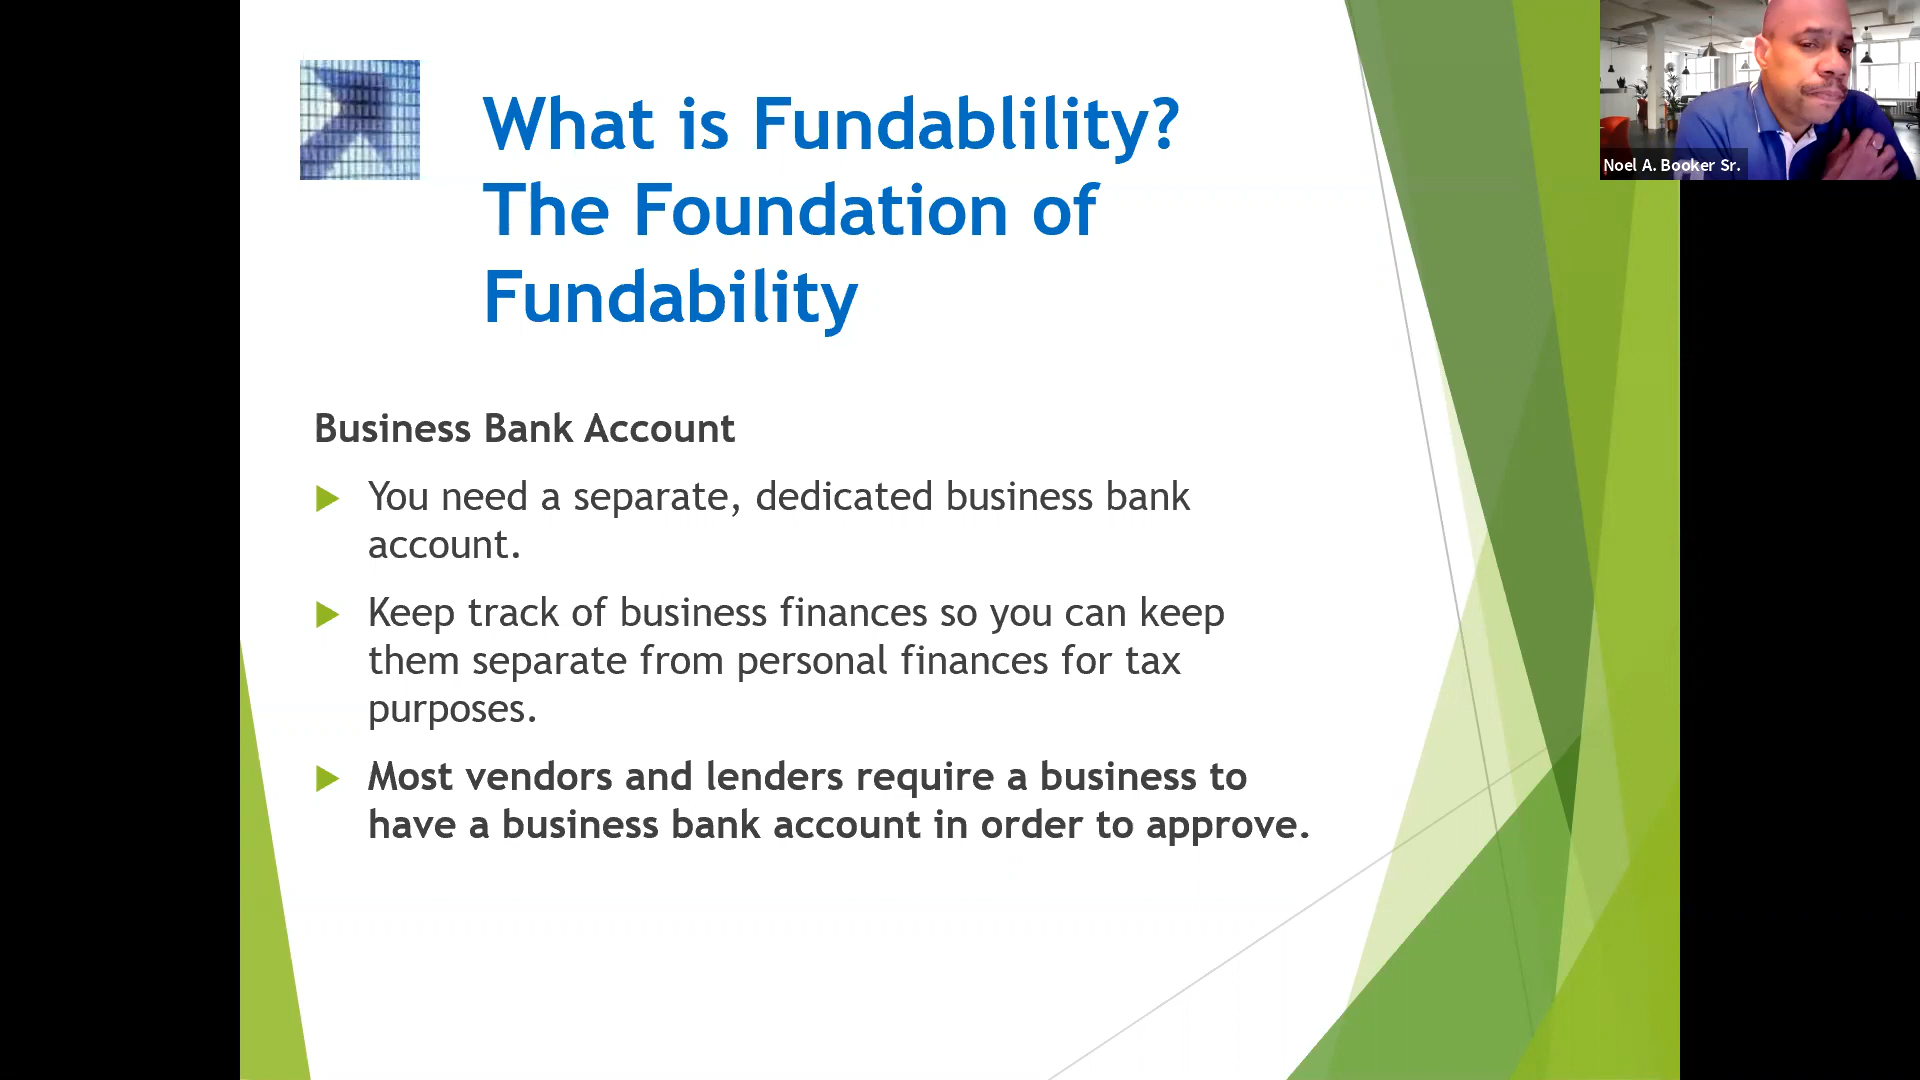 What is Fundablility?
The Foundation of
Fundability
Noel A. Booker Sr.
Business Bank Account
You need a separate, dedicated business bank
account.
Keep track of business finances so you can keep
them separate from personal finances for tax
purposes.
Most vendors and lenders require a business to
have a business bank account in order to approve.